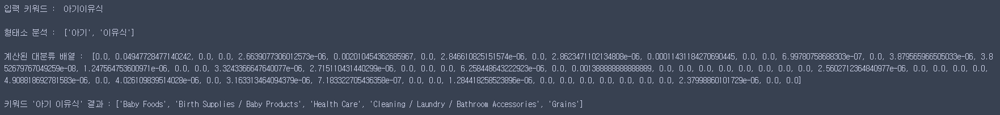 입력 키워드 :  아기이유식
형태소 분석 :  ['아기', '이유식']
계산된 대분류 배열 :  [0.0, 0.04947728477140242, 0.0, 0.0, 2.6639077306012573e-06, 0.002010454362685967, 0.0, 2.846610825151574e-06, 0.0, 2.8623471102134808e-06, 0.00011431184270690445, 0.0, 0.0, 6.99780758688303e-07, 0.0, 3.879565966505033e-06, 3.8
52679767049259e-08, 1.247564753600971e-06, 0.0, 0.0, 3.3243366647640077e-06, 2.715110431440299e-06, 0.0, 0.0, 0.0, 6.258448643222923e-06, 0.0, 0.001388888888888889, 0.0, 0.0, 0.0, 0.0, 0.0, 0.0, 0.0, 0.0, 2.5602712364840977e-06, 0.0, 0.0, 0.0, 0.0,
4.908818692781583e-06, 0.0, 4.026109839514028e-06, 0.0, 3.163313464094379e-06, 7.183322705436358e-07, 0.0, 0.0, 1.284418258523896e-06, 0.0, 0.0, 0.0, 0.0, 0.0, 0.0, 0.0, 2.37998860101729e-06, 0.0, 0.0]
키워드 '아기 이유식' 결과 : ['Baby Foods', 'Birth Supplies / Baby Products', 'Health Care', 'Cleaning / Laundry / Bathroom Accessories', 'Grains']